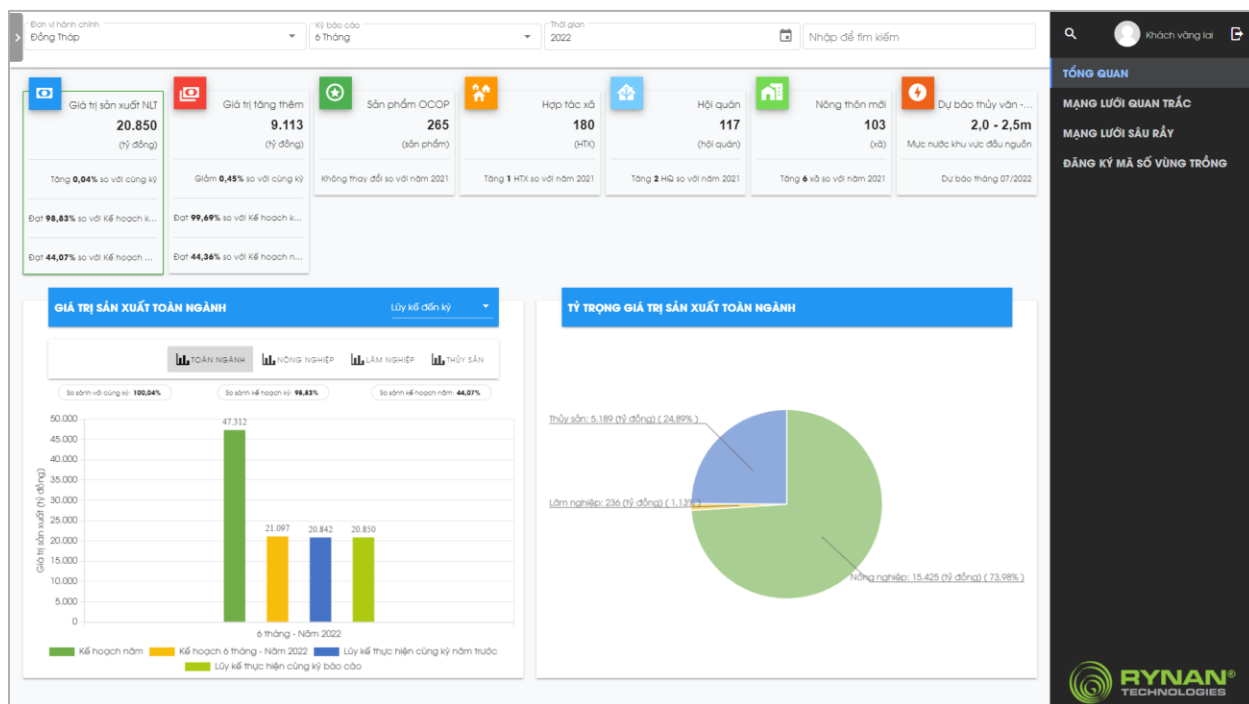 Đơn vị hành chính
Đồng Tháp
Kỳ báo cáo
6 Tháng
Thời gian
2022
Nhập để tìm kiếm
Khách vãng lai
TỔNG QUAN
MẠNG LƯỚI QUAN TRẮC
MẠNG LƯỚI SÂU RẦY
ĐĂNG KÝ MÃ SỐ VÙNG TRỒNG
Giá trị sản xuất NLT
20.850
(tỷ đồng)
Tăng 0,04% so với cùng kỳ
Đạt 98,83% so với Kế hoạch k...
Đạt 44,07% so với Kế hoạch ...
Giá trị tăng thêm
9.113
(tỷ đồng)
Giảm 0,45% so với cùng kỳ
Đạt 99,69% so với Kế hoạch k...
Đạt 44,36% so với Kế hoạch n...
Sản phẩm OCOP
265
(sản phẩm)
Không thay đổi so với năm 2021
Hợp tác xã
180
(HTX)
Tăng 1 HTX so với năm 2021
Hội quán
117
(hội quán)
Tăng 2 HQ so với năm 2021
Nông thôn mới
103
(xã)
Tăng 6 xã so với năm 2021
Dự báo thủy văn -...
2,0 - 2,5m
Mực nước khu vực đầu nguồn
Dự báo tháng 07/2022
GIÁ TRỊ SẢN XUẤT TOÀN NGÀNH
Lũy kế đến kỳ
TOÀN NGÀNH
NÔNG NGHIỆP
LÂM NGHIỆP
THỦY SẢN
So sánh với cùng kỳ: 100,04%
So sánh kế hoạch kỳ: 98,83%
So sánh kế hoạch năm: 44,07%
Giá trị sản xuất (tỷ đồng)
50.000
45.000
40.000
35.000
30.000
25.000
20.000
15.000
10.000
5.000
0
47.312
21.097
20.842
20.850
6 tháng - Năm 2022
Kế hoạch năm
Kế hoạch 6 tháng - Năm 2022
Lũy kế thực hiện cùng kỳ năm trước
Lũy kế thực hiện cùng kỳ báo cáo
TỶ TRỌNG GIÁ TRỊ SẢN XUẤT TOÀN NGÀNH
Thủy sản: 5.189 (tỷ đồng) ( 24,89% )
Lâm nghiệp: 236 (tỷ đồng) ( 1,13% )
Nông nghiệp: 15.425 (tỷ đồng) ( 73,98% )
RYNAN®
TECHNOLOGIES